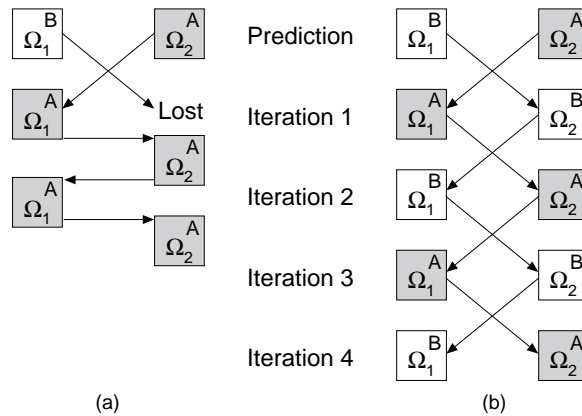 Ω₁ᴮ Ω₂ᴬ Prediction Ω₁ᴮ Ω₂ᴬ
Lost
Ω₁ᴬ Iteration 1 Ω₁ᴬ Ω₂ᴮ
Ω₂ᴬ
Ω₁ᴬ Iteration 2 Ω₁ᴮ Ω₂ᴬ
Ω₂ᴬ
Iteration 3 Ω₁ᴬ Ω₂ᴮ
Iteration 4 Ω₁ᴮ Ω₂ᴬ
(a) (b)